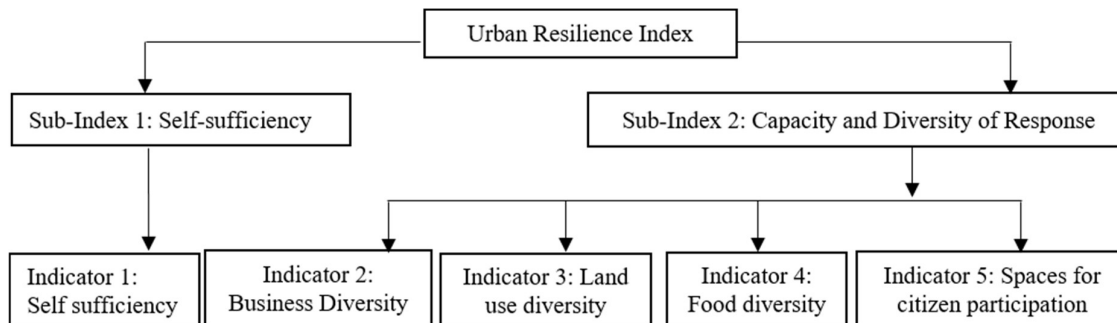 Urban Resilience Index
Sub-Index 1: Self-sufficiency
Sub-Index 2: Capacity and Diversity of Response
Indicator 1:
Self sufficiency
Indicator 2:
Business Diversity
Indicator 3: Land
use diversity
Indicator 4:
Food diversity
Indicator 5: Spaces for
citizen participation